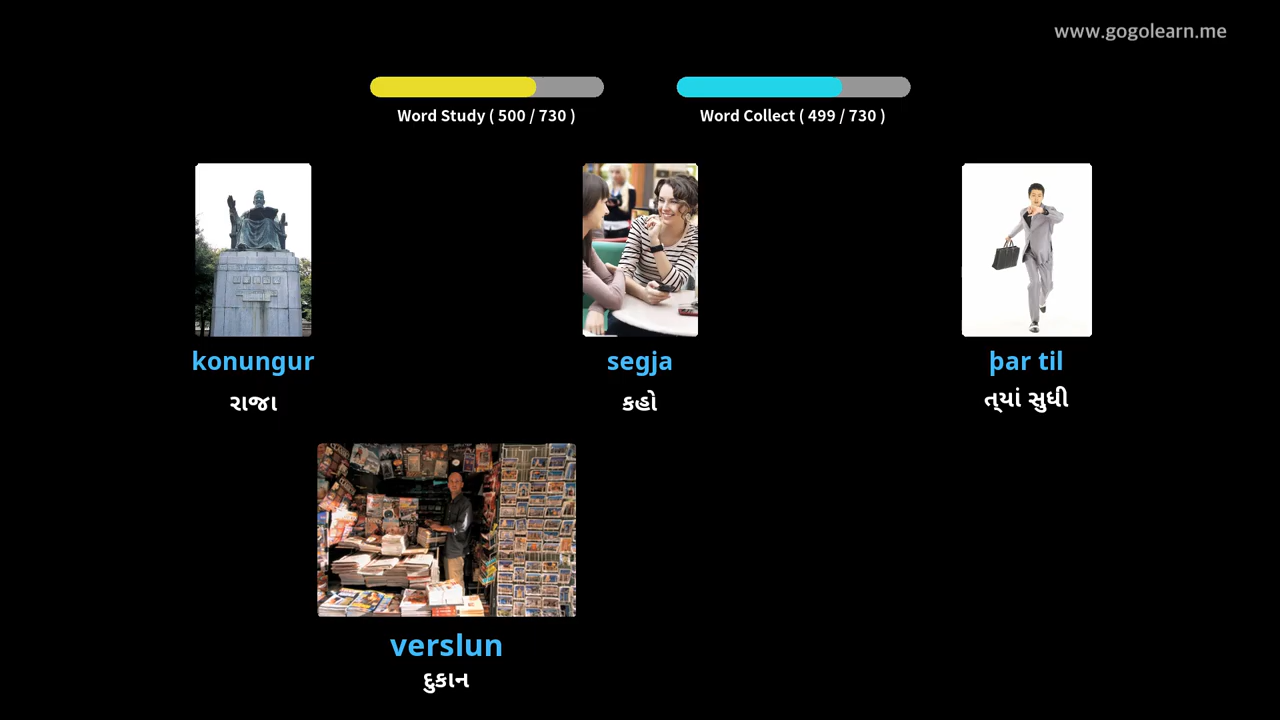 www.gogolearn.me
Word Study ( 500 / 730 )
Word Collect ( 499 / 730 )
konungur
રાજા
segja
કહો
þar til
ત્યાં સુધી
verslun
દુકાન